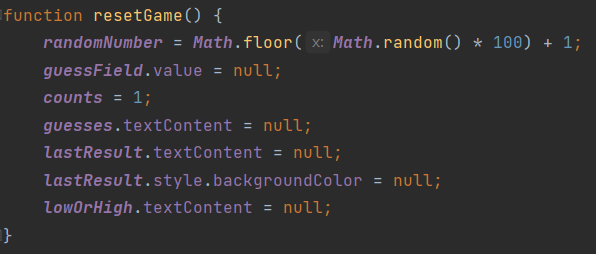 function resetGame() {
    randomNumber = Math.floor( x: Math.random() * 100) + 1;
    guessField.value = null;
    counts = 1;
    guesses.textContent = null;
    lastResult.textContent = null;
    lastResult.style.backgroundColor = null;
    lowOrHigh.textContent = null;
}